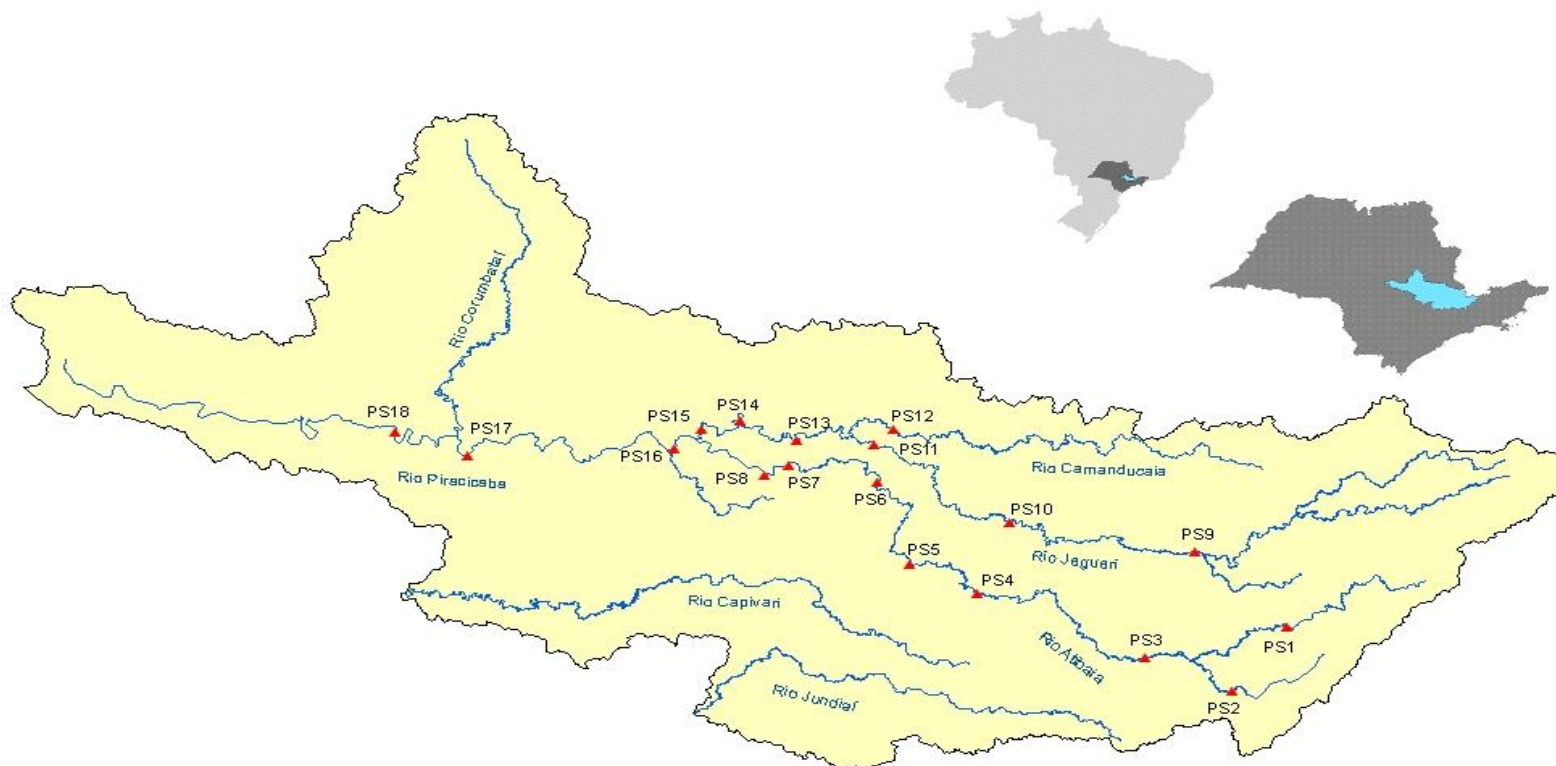 Rio Corumbataí
PS18
PS17
PS15
PS14
PS13
PS12
PS16
PS11
Rio Camanducaia
Rio Piracicaba
PS8
PS7
PS6
PS10
PS9
Rio Jaguari
PS5
PS4
Rio Capivari
PS3
PS1
Rio Atibaia
Rio Jundiaí
PS2